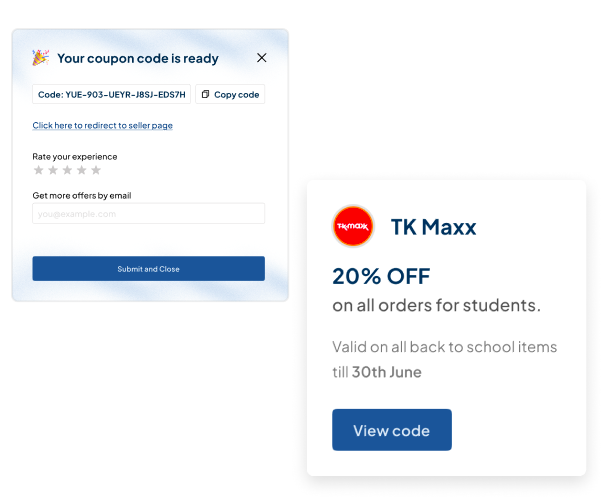 Your coupon code is ready
Code: YUE-903-UEYR-J8SJ-EDS7H
Copy code
Click here to redirect to seller page
Rate your experience
Get more offers by email
you@example.com
Submit and Close
TK maxx
TK Maxx
20% OFF
on all orders for students.
Valid on all back to school items
till 30th June
View code